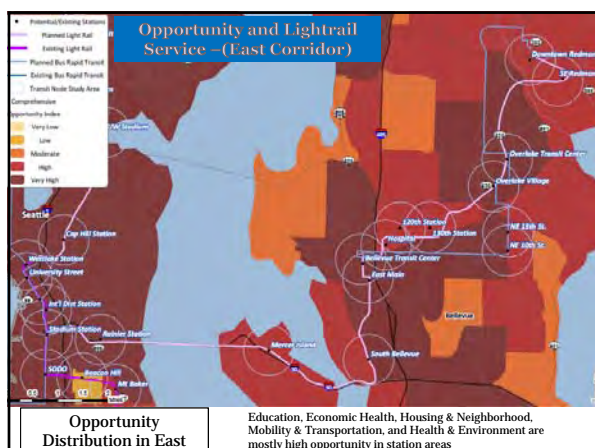 Opportunity and Lightrail
Service –(East Corridor)
Potential/Existing Stations
Planned Light Rail
Existing Light Rail
Planned Bus Rapid Transit
Existing Bus Rapid Transit
Transit Node Study Area
Comprehensive
Opportunity Index
Very Low
Low
Moderate
High
Very High
Downtown Redmond
SE Redmond
Stadium
Overlake Transit Center
Overlake Village
Seattle
Cap Hill Station
120th Station
130th Station
Hospital
NE 15th St.
NE 10th St.
Westlake Station
University Street
Bellevue Transit Center
East Main
Int'l Dist Station
Stadium Station
Rainier Station
Bellevue
Mercer Island
South Bellevue
SODO
Beacon Hill
Mt Baker
Opportunity
Distribution in East
Education, Economic Health, Housing & Neighborhood,
Mobility & Transportation, and Health & Environment are
mostly high opportunity in station areas